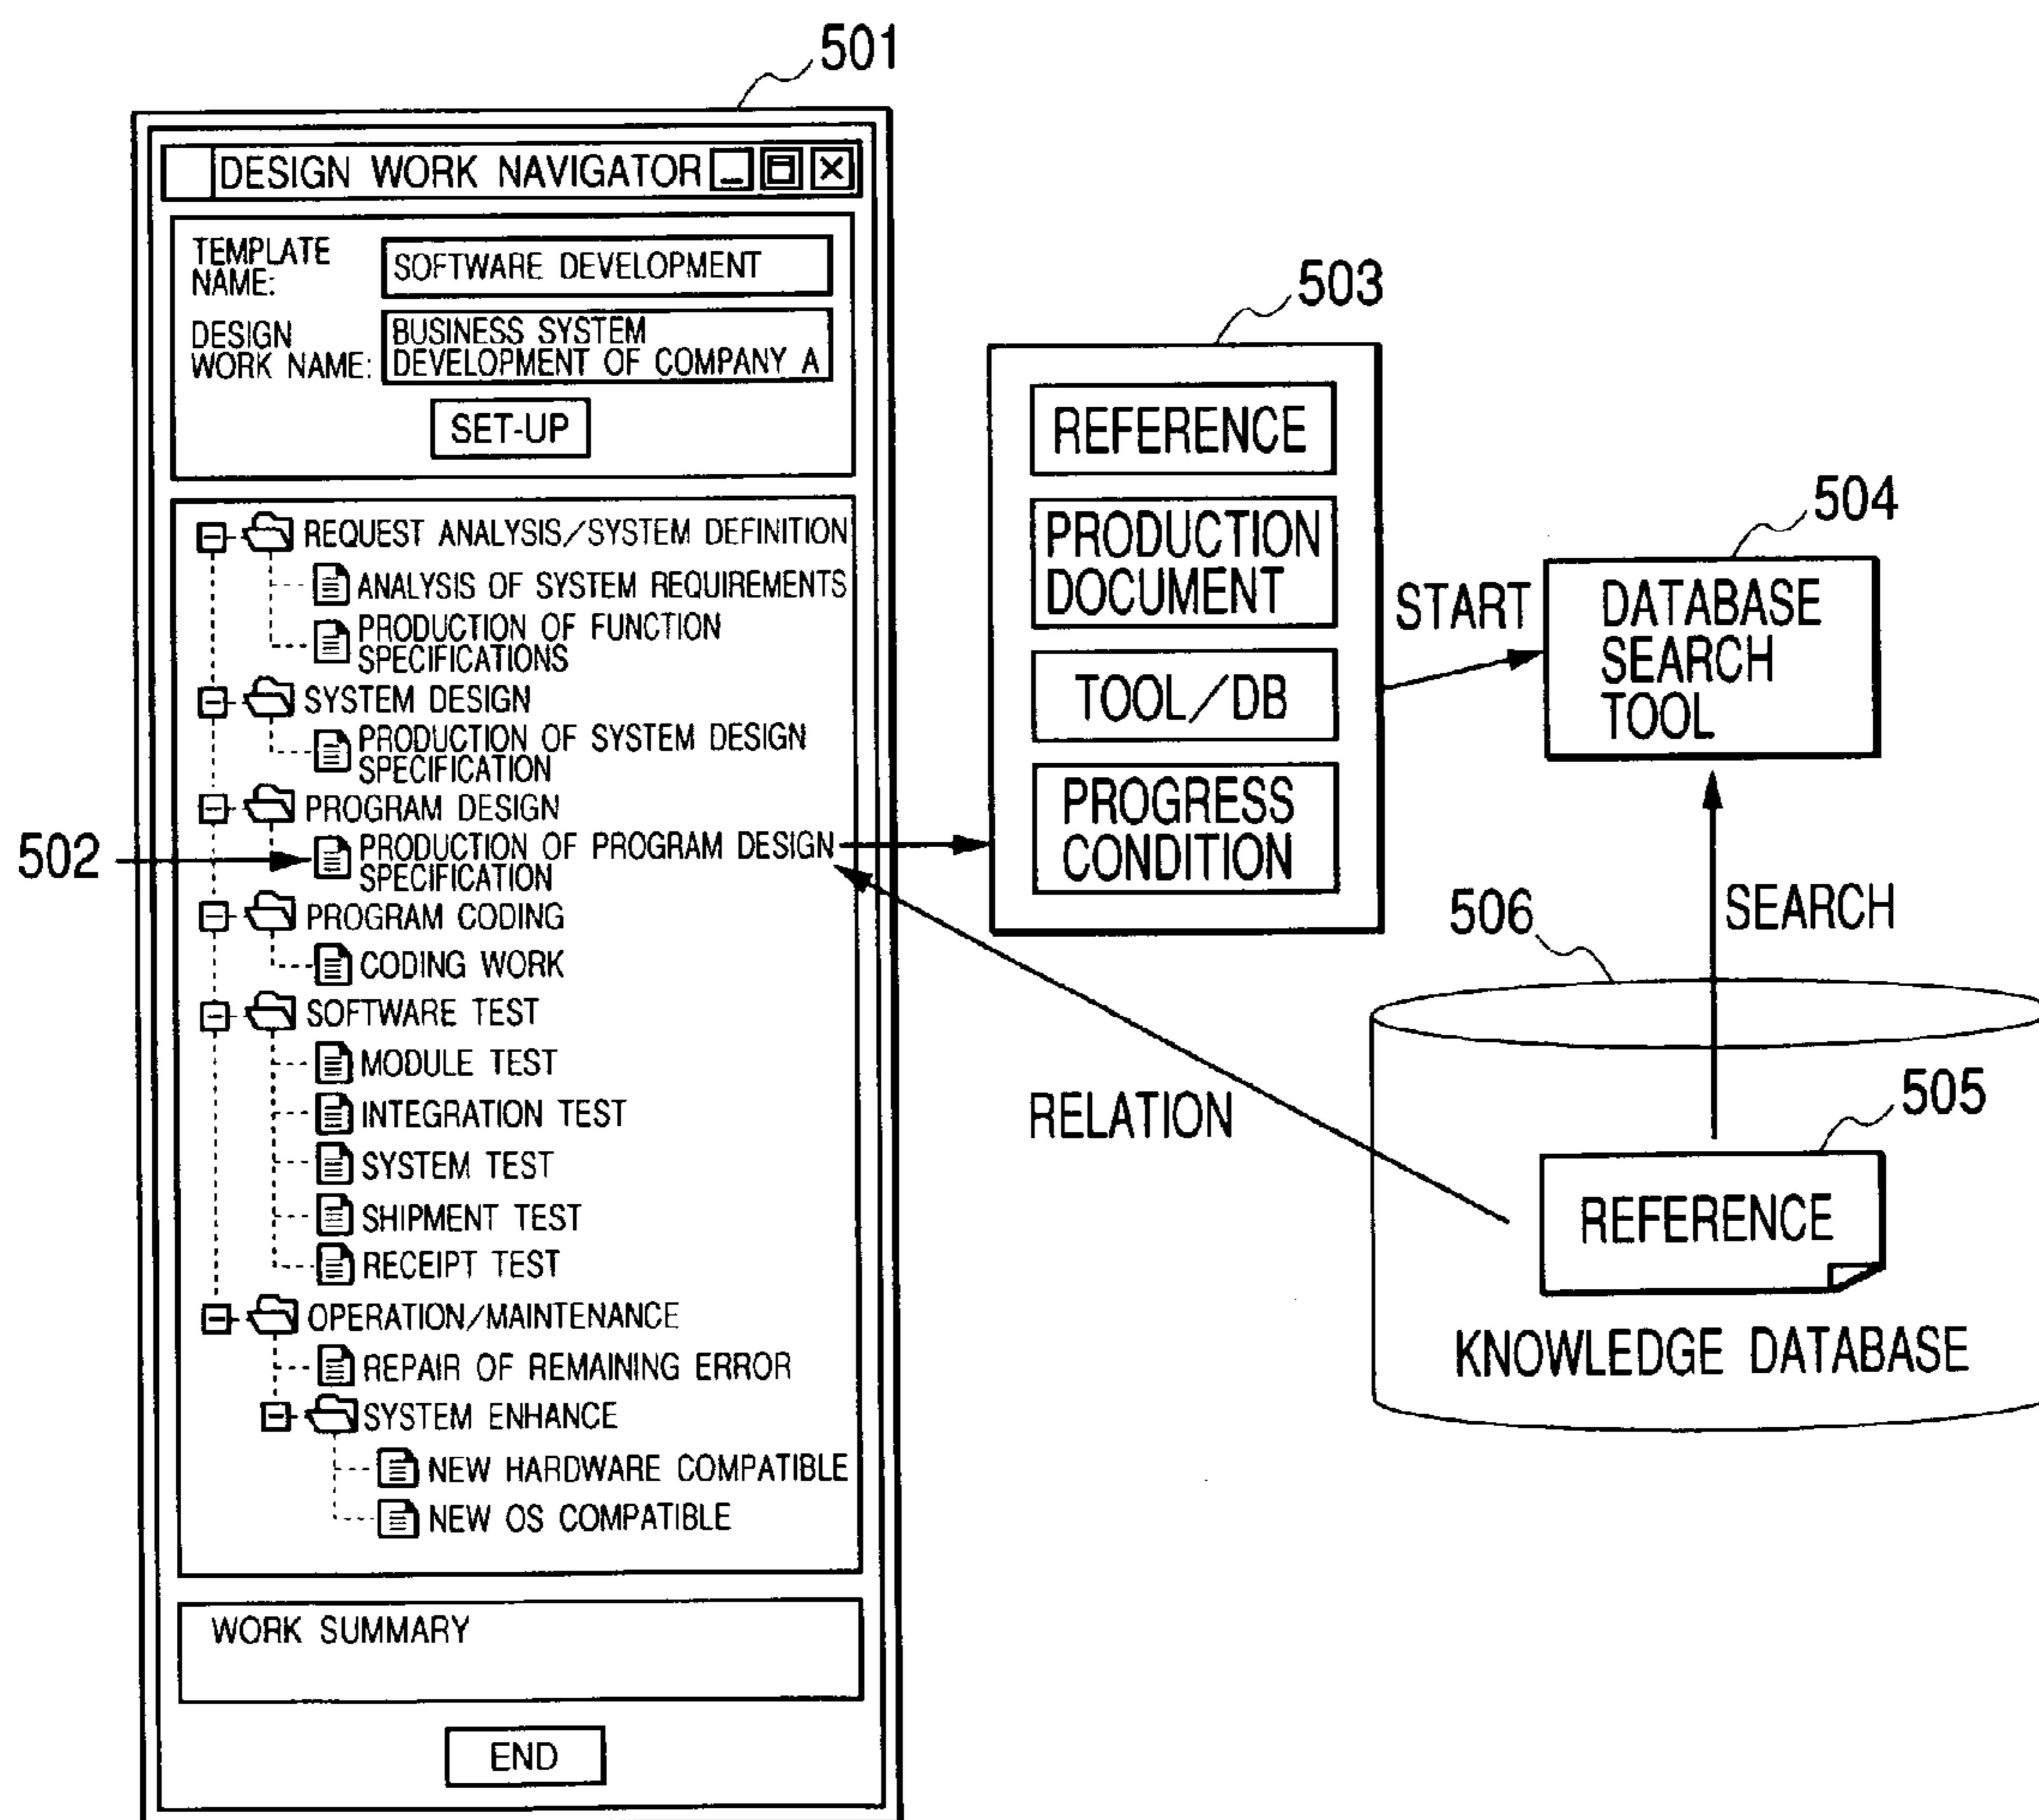 501
DESIGN WORK NAVIGATOR
TEMPLATE
NAME:
SOFTWARE DEVELOPMENT
DESIGN
WORK NAME:
BUSINESS SYSTEM
DEVELOPMENT OF COMPANY A
SET-UP
REQUEST ANALYSIS/SYSTEM DEFINITION
ANALYSIS OF SYSTEM REQUIREMENTS
PRODUCTION OF FUNCTION
SPECIFICATIONS
SYSTEM DESIGN
PRODUCTION OF SYSTEM DESIGN
SPECIFICATION
PROGRAM DESIGN
502
PRODUCTION OF PROGRAM DESIGN
SPECIFICATION
PROGRAM CODING
CODING WORK
SOFTWARE TEST
MODULE TEST
INTEGRATION TEST
SYSTEM TEST
SHIPMENT TEST
RECEIPT TEST
OPERATION/MAINTENANCE
REPAIR OF REMAINING ERROR
SYSTEM ENHANCE
NEW HARDWARE COMPATIBLE
NEW OS COMPATIBLE
WORK SUMMARY
END
503
REFERENCE
PRODUCTION
DOCUMENT
TOOL/DB
PROGRESS
CONDITION
START
504
DATABASE
SEARCH
TOOL
SEARCH
506
RELATION
505
REFERENCE
KNOWLEDGE DATABASE